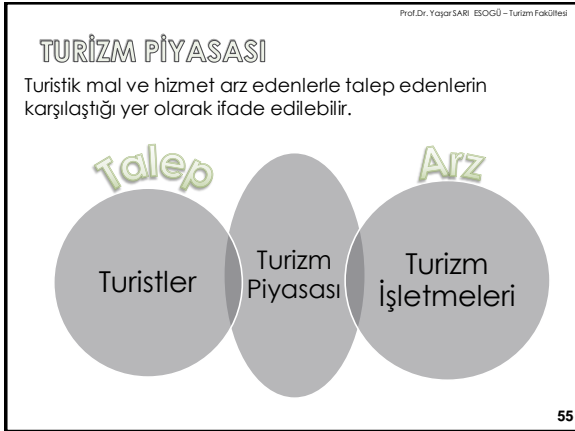 Prof.Dr. Yaşar SARI ESOGÜ – Turizm Fakültesi
TURİZM PİYASASI
Turistik mal ve hizmet arz edenlerle talep edenlerin
karşılaştığı yer olarak ifade edilebilir.
Talep
Arz
Turistler
Turizm
Piyasası
Turizm
İşletmeleri
55